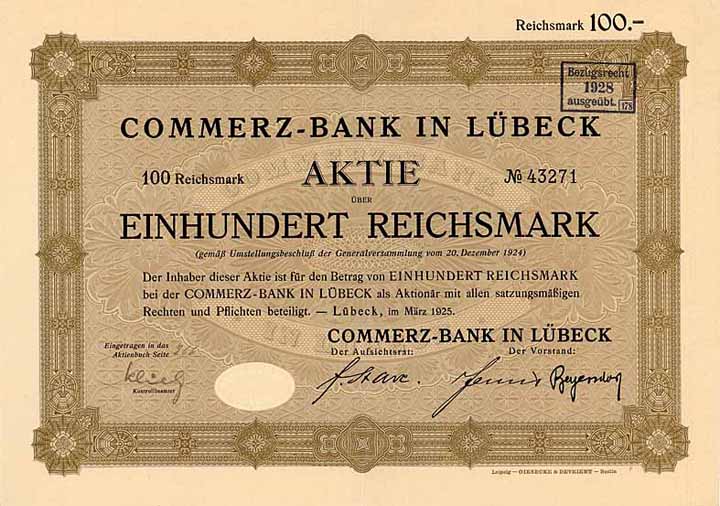 Reichsmark 100.–
Bezugsrecht
1928
ausgeübt. 178
COMMERZ-BANK IN LÜBECK
100 Reichsmark AKTIE № 43271
ÜBER
EINHUNDERT REICHSMARK
(gemäß Umstellungsbeschluß der Generalversammlung vom 20. Dezember 1924)
Der Inhaber dieser Aktie ist für den Betrag von EINHUNDERT REICHSMARK
bei der COMMERZ-BANK IN LÜBECK als Aktionär mit allen satzungsmäßigen
Rechten und Pflichten beteiligt. — Lübeck, im März 1925.
COMMERZ-BANK IN LÜBECK
Eingetragen in das
Aktienbuch Seite
Der Aufsichtsrat: Der Vorstand:
Kontrollbeamter
Leipzig — GIESECKE & DEVRIENT — Berlin